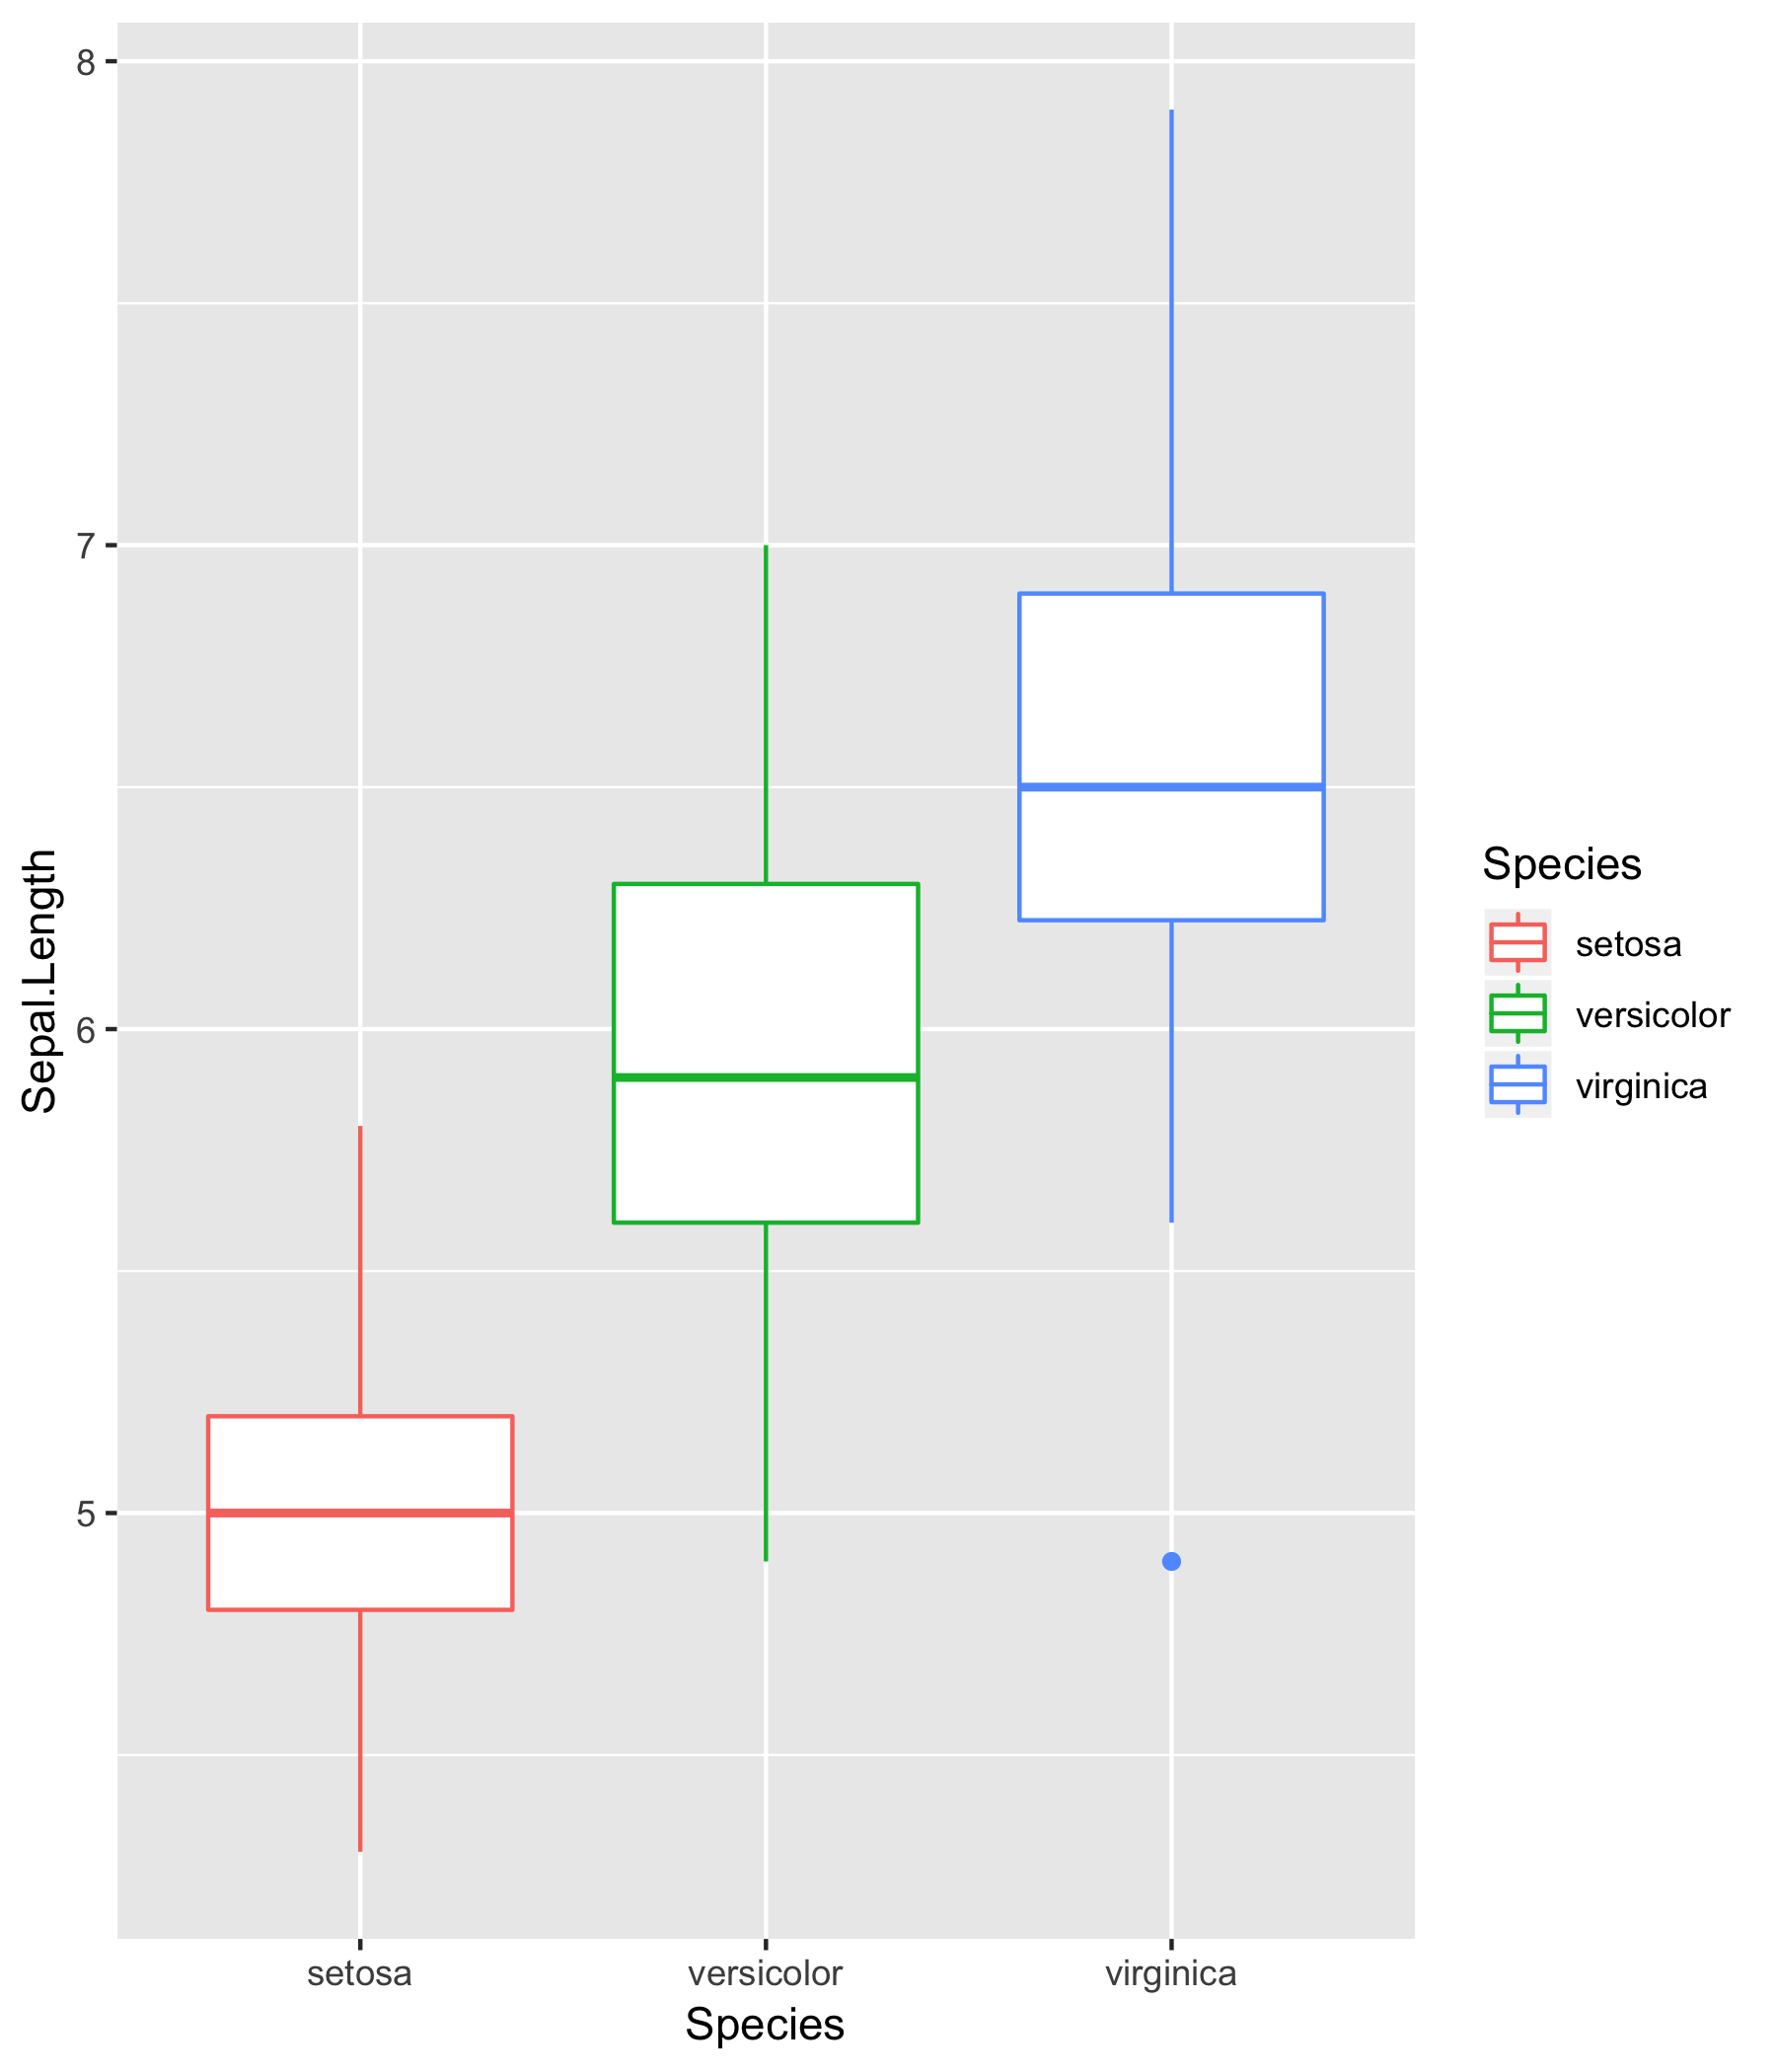 8
7
6
5
Sepal.Length
setosa
versicolor
virginica
Species
Species
setosa
versicolor
virginica